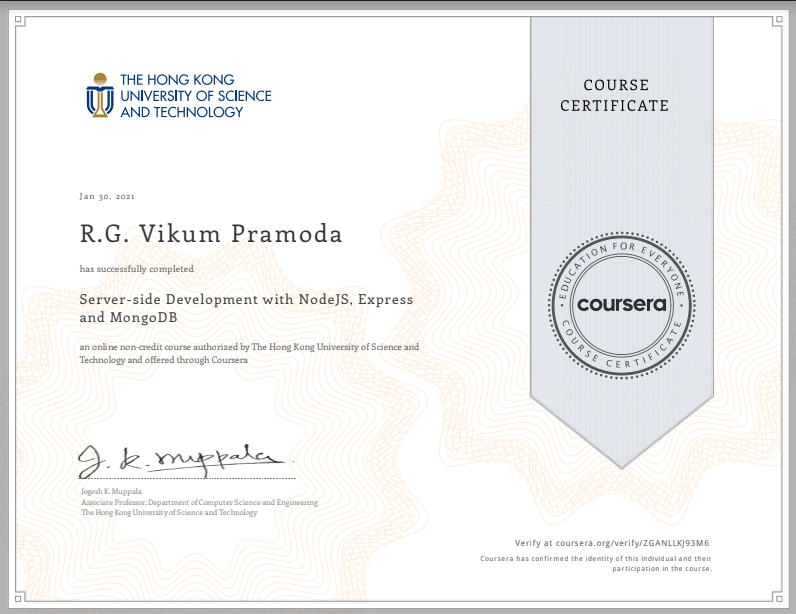 THE HONG KONG
UNIVERSITY OF SCIENCE
AND TECHNOLOGY
COURSE
CERTIFICATE
Jan 30, 2021
R.G. Vikum Pramoda
has successfully completed
Server-side Development with NodeJS, Express
and MongoDB
an online non-credit course authorized by The Hong Kong University of Science and
Technology and offered through Coursera
EDUCATION FOR EVERYONE
coursera
COURSE CERTIFICATE
J. K. Muppala
Jogesh K. Muppala
Associate Professor, Department of Computer Science and Engineering
The Hong Kong University of Science and Technology
Verify at coursera.org/verify/ZGANLLKJ93M6
Coursera has confirmed the identity of this individual and their
participation in the course.